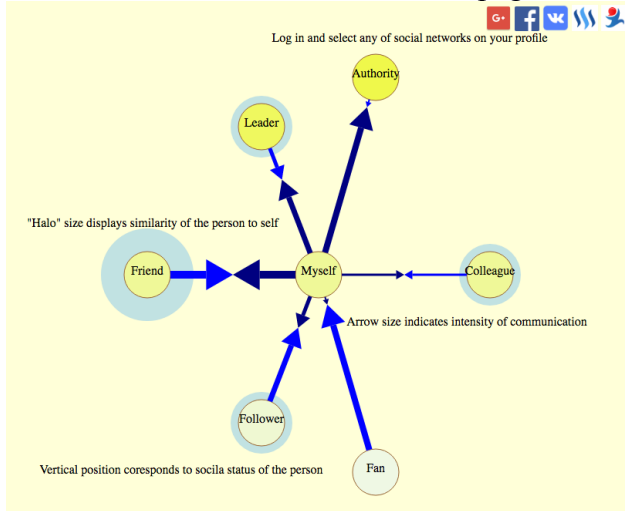 G+ f
Log in and select any of social networks on your profile
Authority
Leader
"Halo" size displays similarity of the person to self
Friend
Myself
Colleague
Arrow size indicates intensity of communication
Follower
Vertical position coresponds to socila status of the person
Fan